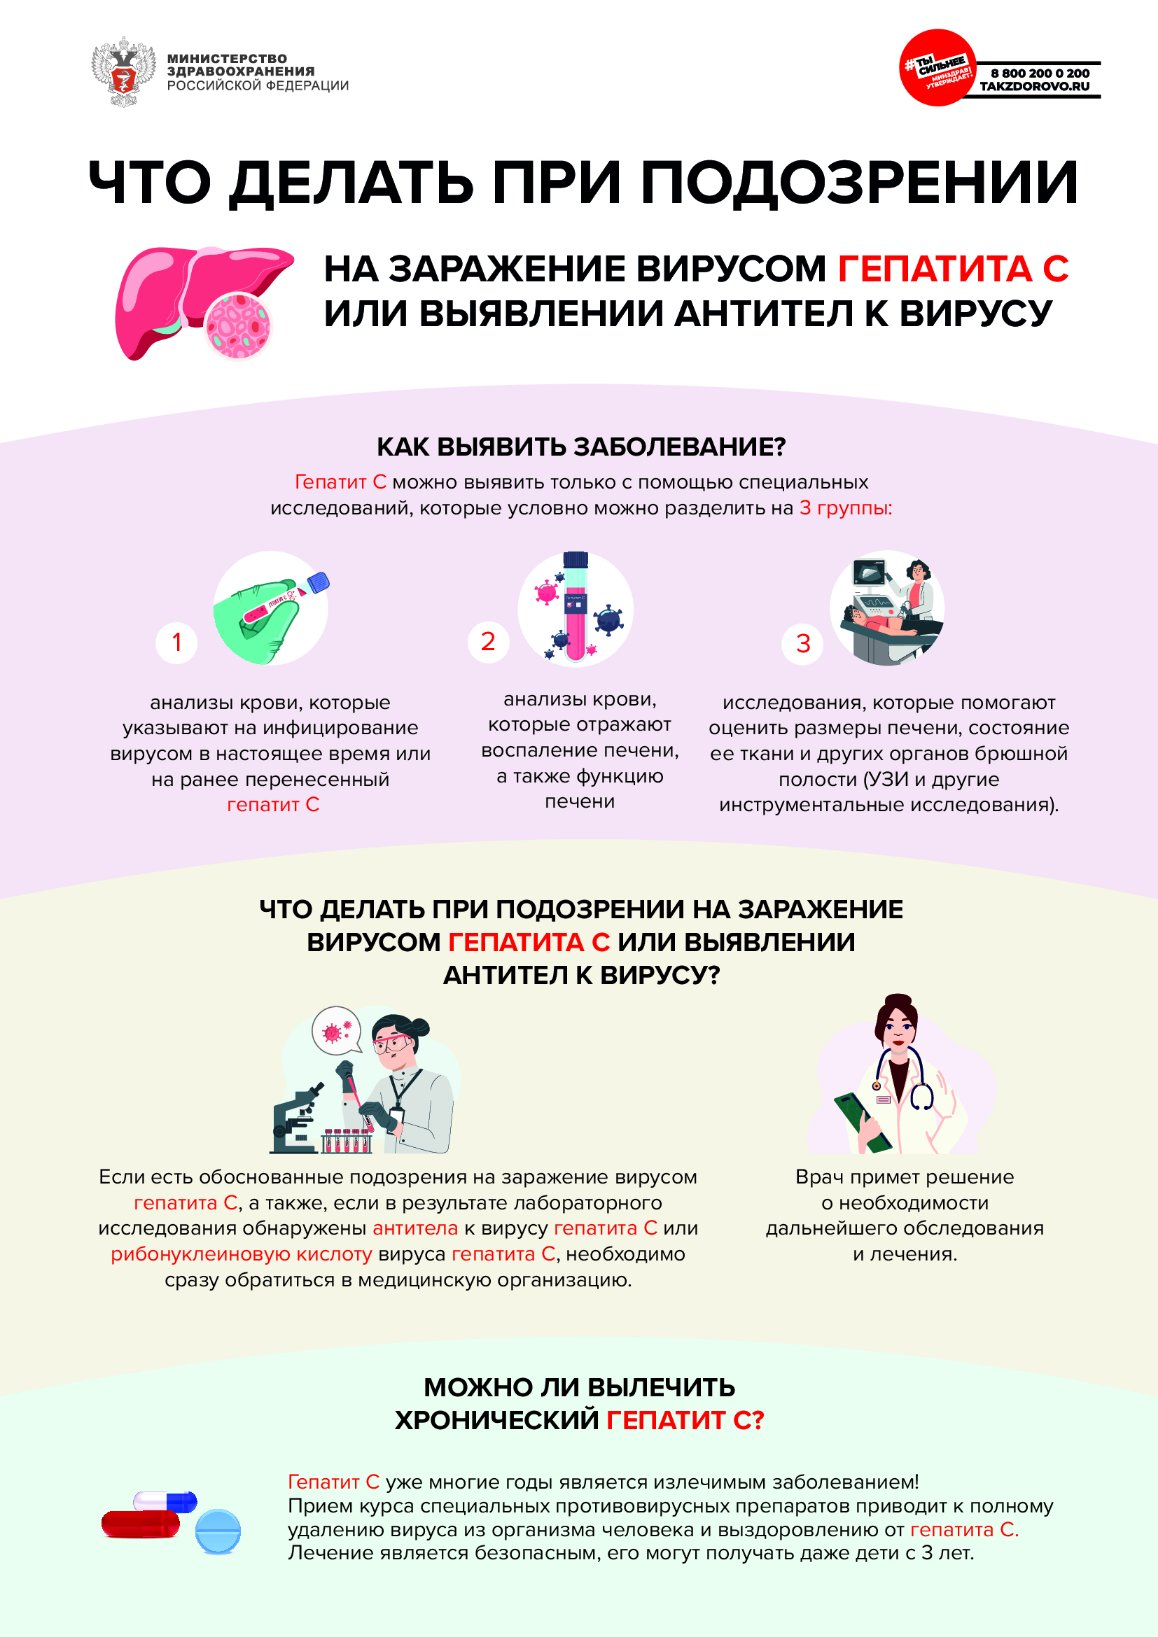 МИНИСТЕРСТВО
ЗДРАВООХРАНЕНИЯ
РОССИЙСКОЙ ФЕДЕРАЦИИ
#ТЫ
СИЛЬНЕЕ
МИНЗДРАВ
УТВЕРЖДАЕТ!
8 800 200 0 200
TAKZDOROVO.RU
ЧТО ДЕЛАТЬ ПРИ ПОДОЗРЕНИИ
НА ЗАРАЖЕНИЕ ВИРУСОМ ГЕПАТИТА С
ИЛИ ВЫЯВЛЕНИИ АНТИТЕЛ К ВИРУСУ
КАК ВЫЯВИТЬ ЗАБОЛЕВАНИЕ?
Гепатит С можно выявить только с помощью специальных
исследований, которые условно можно разделить на 3 группы:
1
анализы крови, которые
указывают на инфицирование
вирусом в настоящее время или
на ранее перенесенный
гепатит С
2
анализы крови,
которые отражают
воспаление печени,
а также функцию
печени
3
исследования, которые помогают
оценить размеры печени, состояние
ее ткани и других органов брюшной
полости (УЗИ и другие
инструментальные исследования).
ЧТО ДЕЛАТЬ ПРИ ПОДОЗРЕНИИ НА ЗАРАЖЕНИЕ
ВИРУСОМ ГЕПАТИТА С ИЛИ ВЫЯВЛЕНИИ
АНТИТЕЛ К ВИРУСУ?
Если есть обоснованные подозрения на заражение вирусом
гепатита С, а также, если в результате лабораторного
исследования обнаружены антитела к вирусу гепатита С или
рибонуклеиновую кислоту вируса гепатита С, необходимо
сразу обратиться в медицинскую организацию.
Врач примет решение
о необходимости
дальнейшего обследования
и лечения.
МОЖНО ЛИ ВЫЛЕЧИТЬ
ХРОНИЧЕСКИЙ ГЕПАТИТ С?
Гепатит С уже многие годы является излечимым заболеванием!
Прием курса специальных противовирусных препаратов приводит к полному
удалению вируса из организма человека и выздоровлению от гепатита С.
Лечение является безопасным, его могут получать даже дети с 3 лет.